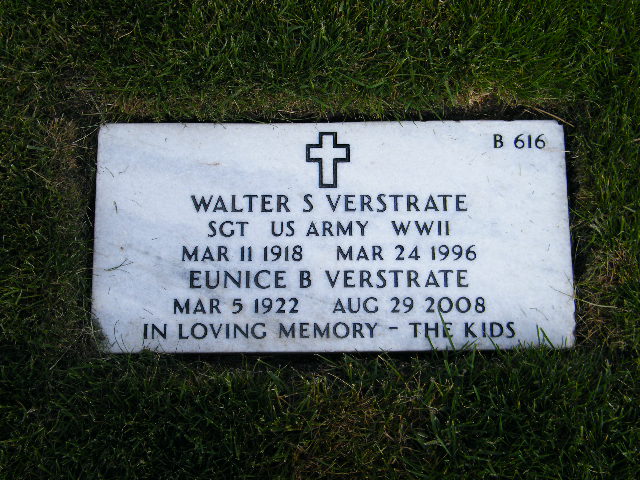 B 616
WALTER S VERSTRATE
SGT US ARMY WWII
MAR 11 1918 MAR 24 1996
EUNICE B VERSTRATE
MAR 5 1922 AUG 29 2008
IN LOVING MEMORY - THE KIDS